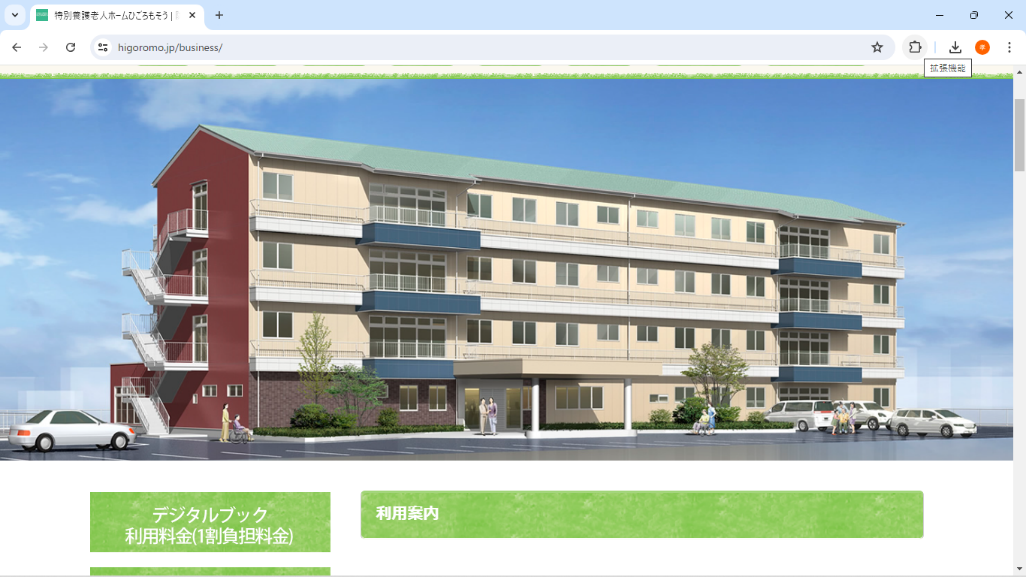 特別養護老人ホームひごろもそう |
higoromo.jp/business/
拡張機能
デジタルブック
利用料金(1割負担料金)
利用案内